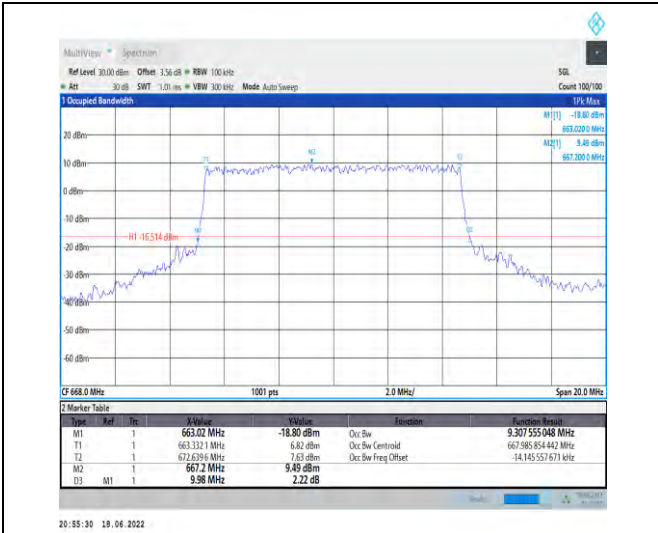 MultiView Spectrum
Ref Level 30.00 dBm Offset 3.56 dB RBW 100 kHz SGL
Att 30 dB SWT 1.01 ms VBW 300 kHz Mode Auto Sweep Count 100/100
1 Occupied Bandwidth 1Pk Max
M1[1] -18.80 dBm
663.0200 MHz
M2[1] 9.49 dBm
667.2000 MHz
20 dBm
M2
T1 T2
10 dBm
0 dBm
-10 dBm
H1 -16.514 dBm
-20 dBm
-30 dBm
-40 dBm
-50 dBm
-60 dBm
CF 668.0 MHz 1001 pts 2.0 MHz/ Span 20.0 MHz
2 Marker Table
Type Ref Trc X-Value Y-Value Function Function Result
M1 1 663.02 MHz -18.80 dBm Occ Bw 9.307 555 048 MHz
T1 1 663.332 1 MHz 6.82 dBm Occ Bw Centroid 667.985 854 442 MHz
T2 1 672.639 6 MHz 7.63 dBm Occ Bw Freq Offset -14.145 557 671 kHz
M2 1 667.2 MHz 9.49 dBm
D3 M1 1 9.98 MHz 2.22 dB
20:55:30 18.06.2022